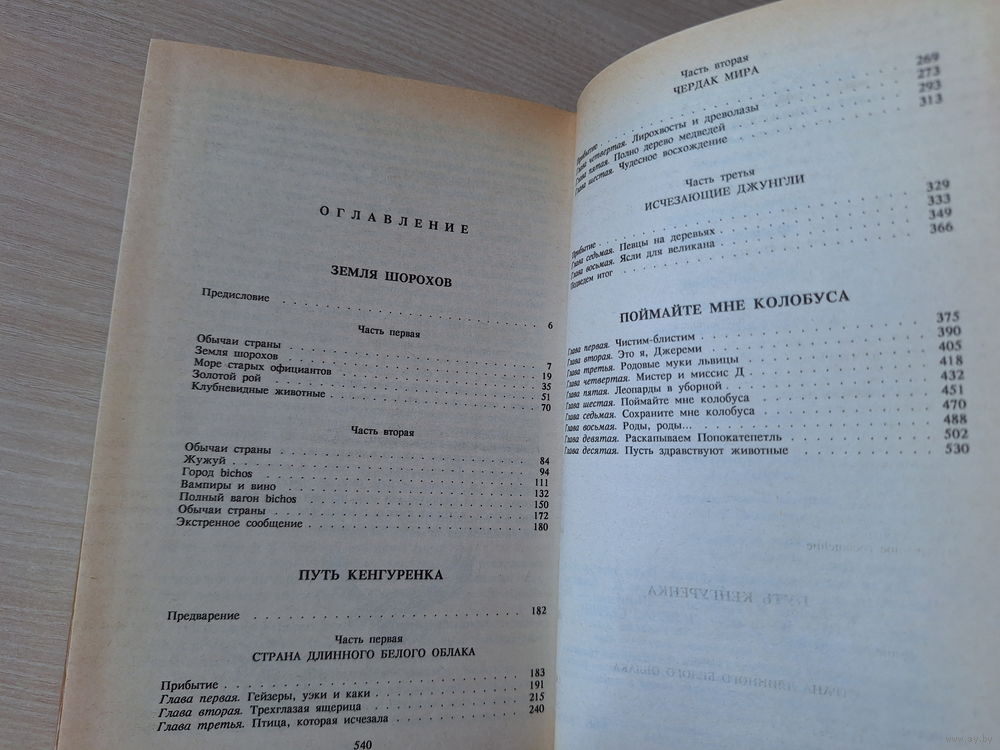 ОГЛАВЛЕНИЕ
ЗЕМЛЯ ШОРОХОВ
Предисловие . . . 6
Часть первая
Обычаи страны . . . 7
Земля шорохов . . . 19
Море старых официантов . . . 35
Золотой рой . . . 51
Клубневидные животные . . . 70
Часть вторая
Обычаи страны . . . 84
Жужуй . . . 94
Город bichos . . . 111
Вампиры и вино . . . 132
Полный вагон bichos . . . 150
Обычаи страны . . . 172
Экстренное сообщение . . . 180
ПУТЬ КЕНГУРЕНКА
Предварение . . . 182
Часть первая
СТРАНА ДЛИННОГО БЕЛОГО ОБЛАКА
Прибытие . . . 183
Глава первая. Гейзеры, уэки и каки . . . 191
Глава вторая. Трехглазая ящерица . . . 215
Глава третья. Птица, которая исчезала . . . 240
540
Часть вторая
ЧЕРДАК МИРА
Прибытие . . . 269
Глава четвертая. Лирохвосты и древолазы . . . 273
Глава пятая. Полно дерево медведей . . . 293
Глава шестая. Чудесное восхождение . . . 313
Часть третья
ИСЧЕЗАЮЩИЕ ДЖУНГЛИ
Прибытие . . . 329
Глава седьмая. Певцы на деревьях . . . 333
Глава восьмая. Ясли для великана . . . 349
Подведем итог . . . 366
ПОЙМАЙТЕ МНЕ КОЛОБУСА
Глава первая. Чистим-блистим . . . 375
Глава вторая. Это я, Джереми . . . 390
Глава третья. Родовые муки львицы . . . 405
Глава четвертая. Мистер и миссис Д . . . 418
Глава пятая. Леопарды в уборной . . . 432
Глава шестая. Поймайте мне колобуса . . . 451
Глава седьмая. Сохраните мне колобуса . . . 470
Глава восьмая. Роды, роды... . . . 488
Глава девятая. Раскапываем Попокатепетль . . . 502
Глава десятая. Пусть здравствуют животные . . . 530
www.ay.by